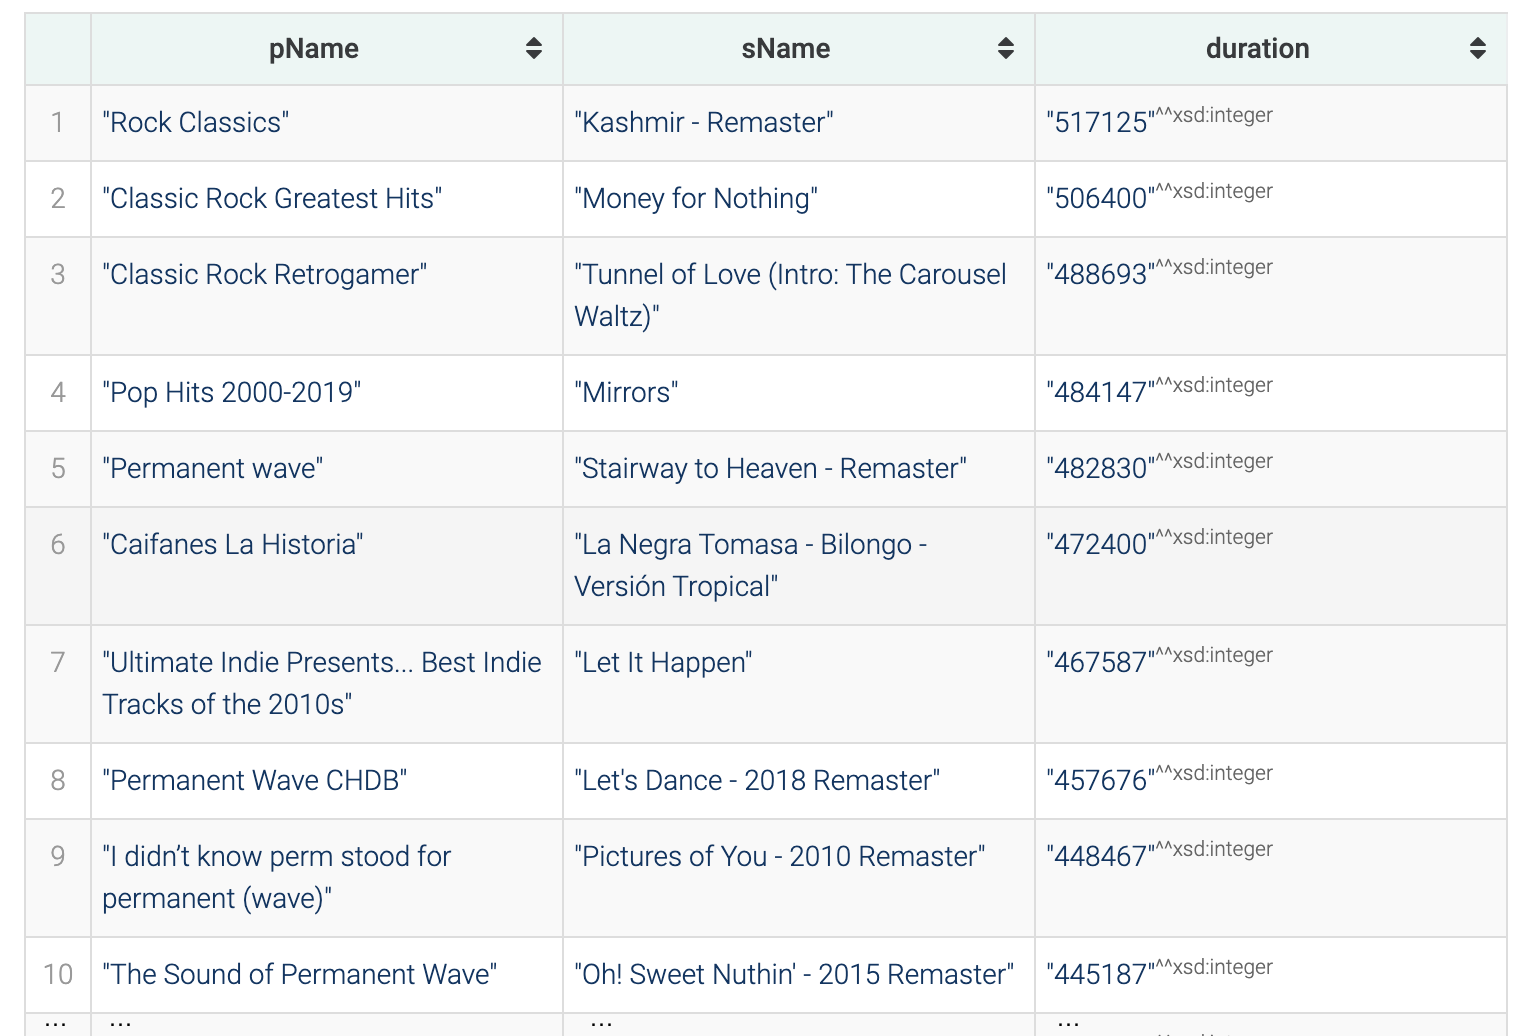 pName sName duration
1 "Rock Classics" "Kashmir - Remaster" "517125"^^xsd:integer
2 "Classic Rock Greatest Hits" "Money for Nothing" "506400"^^xsd:integer
3 "Classic Rock Retrogamer" "Tunnel of Love (Intro: The Carousel "488693"^^xsd:integer
Waltz)"
4 "Pop Hits 2000-2019" "Mirrors" "484147"^^xsd:integer
5 "Permanent wave" "Stairway to Heaven - Remaster" "482830"^^xsd:integer
6 "Caifanes La Historia" "La Negra Tomasa - Bilongo - "472400"^^xsd:integer
Versión Tropical"
7 "Ultimate Indie Presents... Best Indie "Let It Happen" "467587"^^xsd:integer
Tracks of the 2010s"
8 "Permanent Wave CHDB" "Let's Dance - 2018 Remaster" "457676"^^xsd:integer
9 "I didn’t know perm stood for "Pictures of You - 2010 Remaster" "448467"^^xsd:integer
permanent (wave)"
10 "The Sound of Permanent Wave" "Oh! Sweet Nuthin' - 2015 Remaster" "445187"^^xsd:integer
... ... ... ...